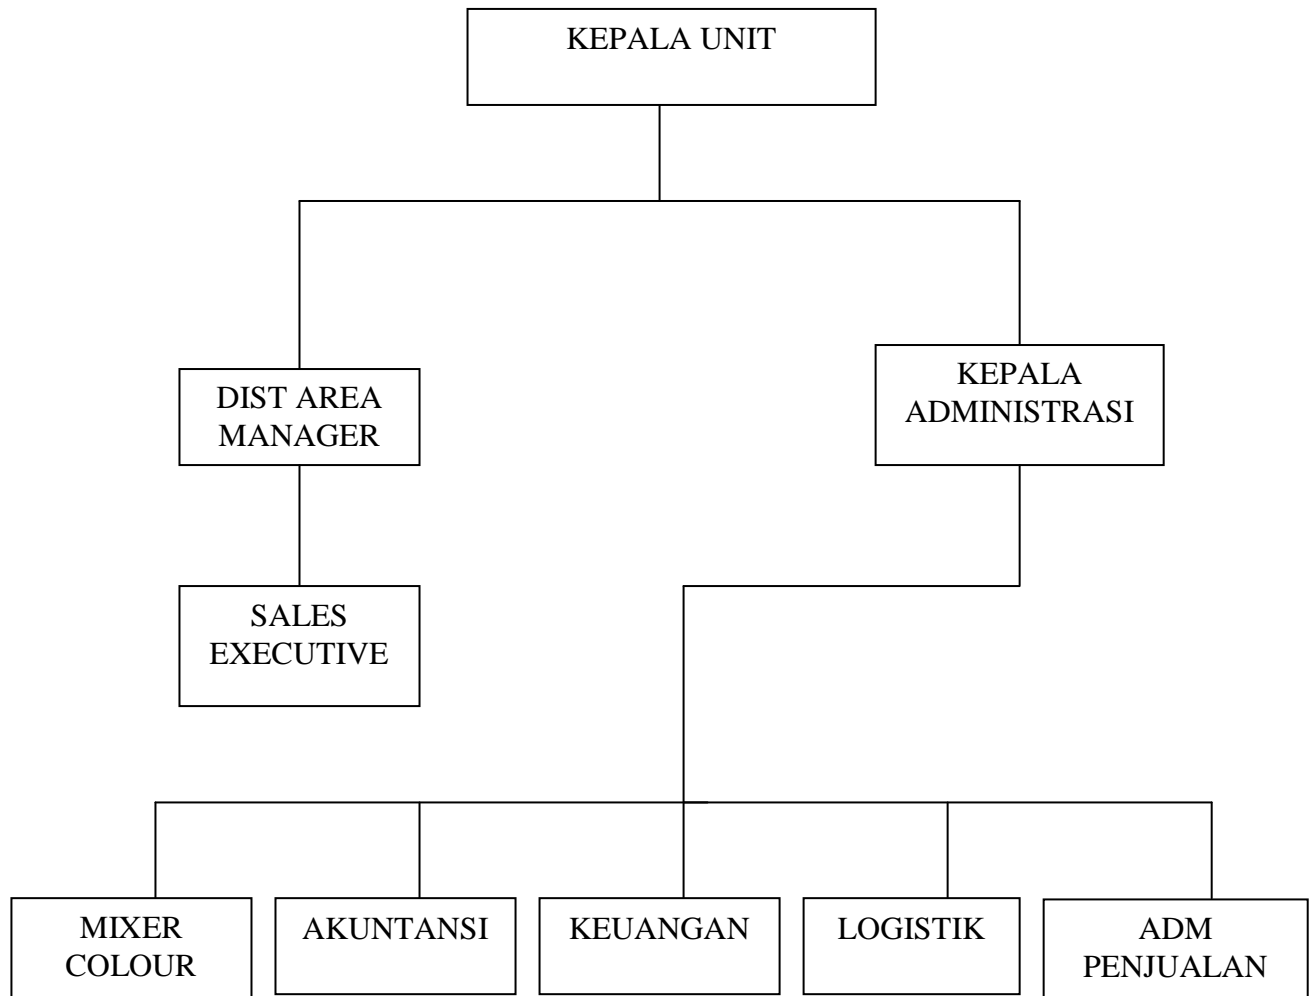 KEPALA UNIT
DIST AREA
MANAGER
KEPALA
ADMINISTRASI
SALES
EXECUTIVE
MIXER
COLOUR
AKUNTANSI
KEUANGAN
LOGISTIK
ADM
PENJUALAN